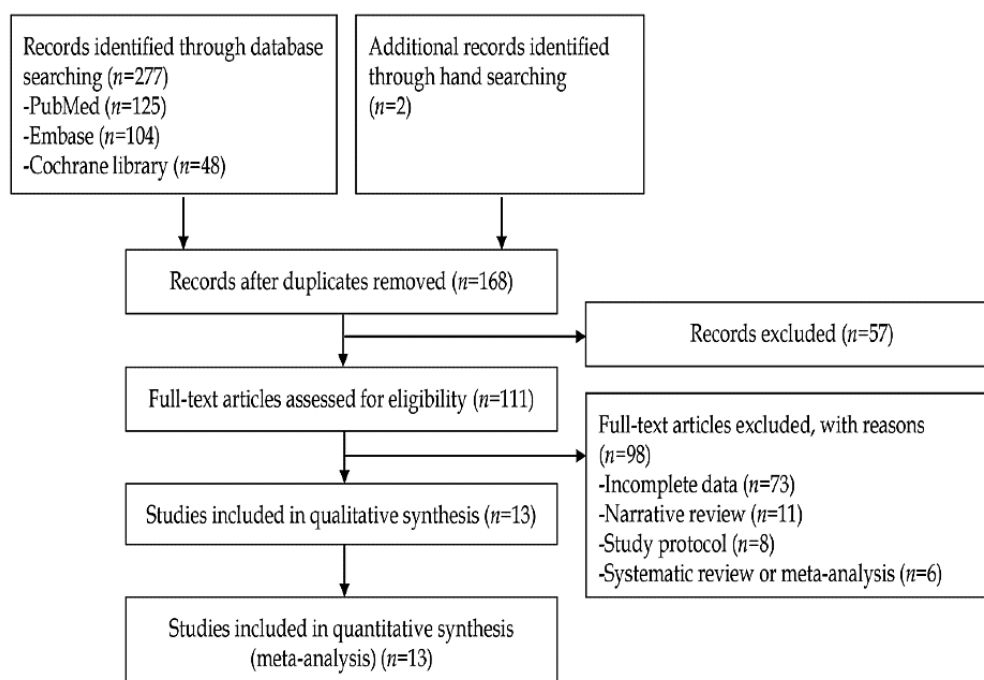 Records identified through database
searching (n=277)
-PubMed (n=125)
-Embase (n=104)
-Cochrane library (n=48)
Additional records identified
through hand searching
(n=2)
Records after duplicates removed (n=168)
Records excluded (n=57)
Full-text articles assessed for eligibility (n=111)
Full-text articles excluded, with reasons
(n=98)
-Incomplete data (n=73)
-Narrative review (n=11)
-Study protocol (n=8)
-Systematic review or meta-analysis (n=6)
Studies included in qualitative synthesis (n=13)
Studies included in quantitative synthesis
(meta-analysis) (n=13)